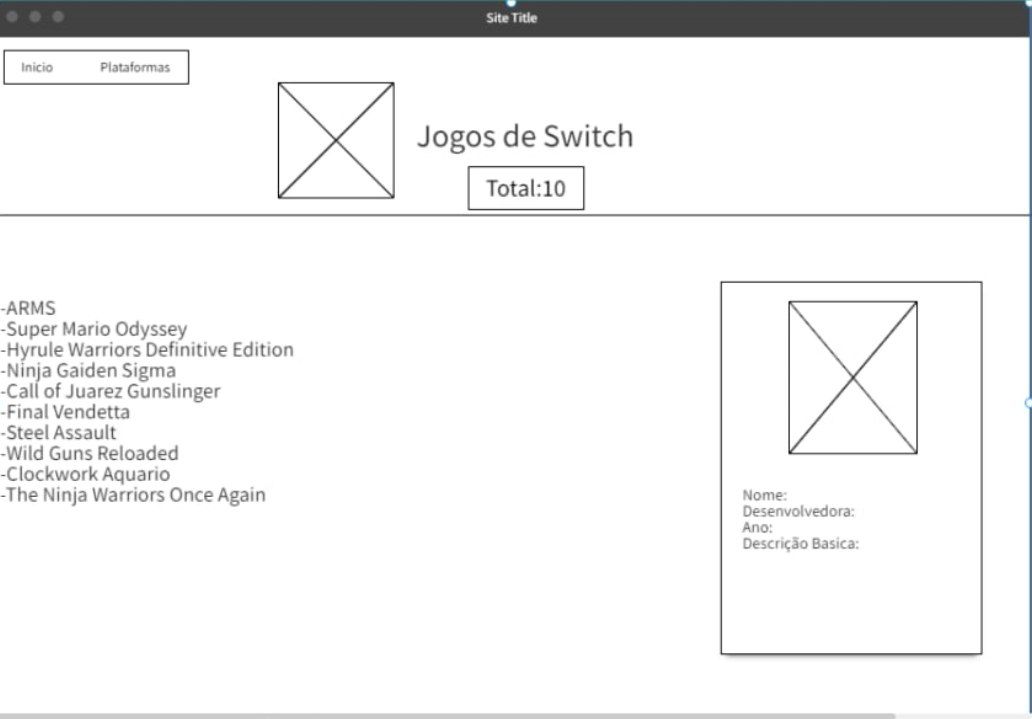 Site Title
Inicio Plataformas
Jogos de Switch
Total:10
-ARMS
-Super Mario Odyssey
-Hyrule Warriors Definitive Edition
-Ninja Gaiden Sigma
-Call of Juarez Gunslinger
-Final Vendetta
-Steel Assault
-Wild Guns Reloaded
-Clockwork Aquario
-The Ninja Warriors Once Again
Nome:
Desenvolvedora:
Ano:
Descrição Basica: